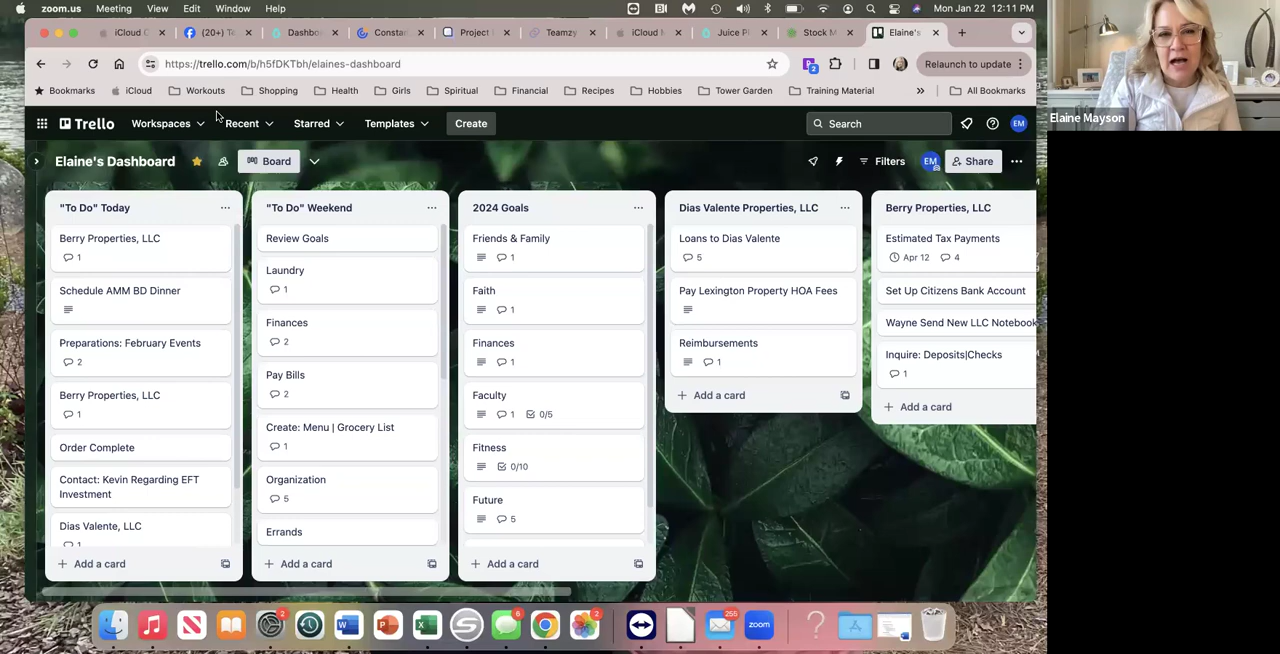 zoom.us Meeting View Edit Window Help Mon Jan 22 12:11 PM
iCloud (20+) Dashbo Constan Project Teamzy iCloud Juice Pl Stock M Elaine's
https://trello.com/b/h5fDKTbh/elaines-dashboard 2 Relaunch to update
Bookmarks iCloud Workouts Shopping Health Girls Spiritual Financial Recipes Hobbies Tower Garden Training Material » All Bookmarks
Elaine Mayson
Trello Workspaces Recent Starred Templates Create Search EM
Elaine's Dashboard Board Filters EM Share
"To Do" Today
Berry Properties, LLC
1
Schedule AMM BD Dinner
Preparations: February Events
2
Berry Properties, LLC
1
Order Complete
Contact: Kevin Regarding EFT
Investment
Dias Valente, LLC
1
+ Add a card
"To Do" Weekend
Review Goals
Laundry
1
Finances
2
Pay Bills
2
Create: Menu | Grocery List
1
Organization
5
Errands
+ Add a card
2024 Goals
Friends & Family
1
Faith
1
Finances
1
Faculty
1 0/5
Fitness
0/10
Future
5
+ Add a card
Dias Valente Properties, LLC
Loans to Dias Valente
5
Pay Lexington Property HOA Fees
Reimbursements
1
+ Add a card
Berry Properties, LLC
Estimated Tax Payments
Apr 12 4
Set Up Citizens Bank Account
Wayne Send New LLC Notebook
Inquire: Deposits|Checks
1
+ Add a card
2 6 2 255 zoom